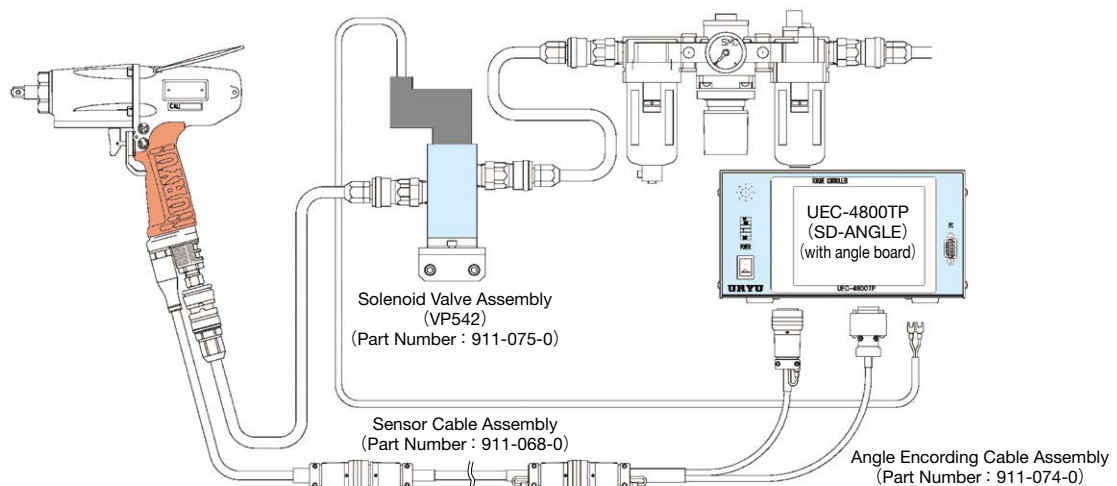 SMC
CAL
URYU
UEC-4800TP
(SD-ANGLE)
(with angle board)
POWER
URYU
UEC-4800TP
Solenoid Valve Assembly
(VP542)
(Part Number : 911-075-0)
Sensor Cable Assembly
(Part Number : 911-068-0)
Angle Encording Cable Assembly
(Part Number : 911-074-0)